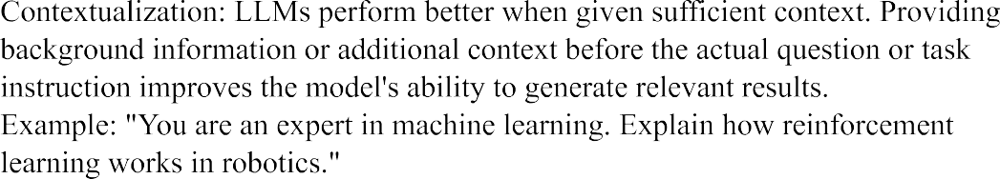 Contextualization: LLMs perform better when given sufficient context. Providing
background information or additional context before the actual question or task
instruction improves the model's ability to generate relevant results.
Example: "You are an expert in machine learning. Explain how reinforcement
learning works in robotics."